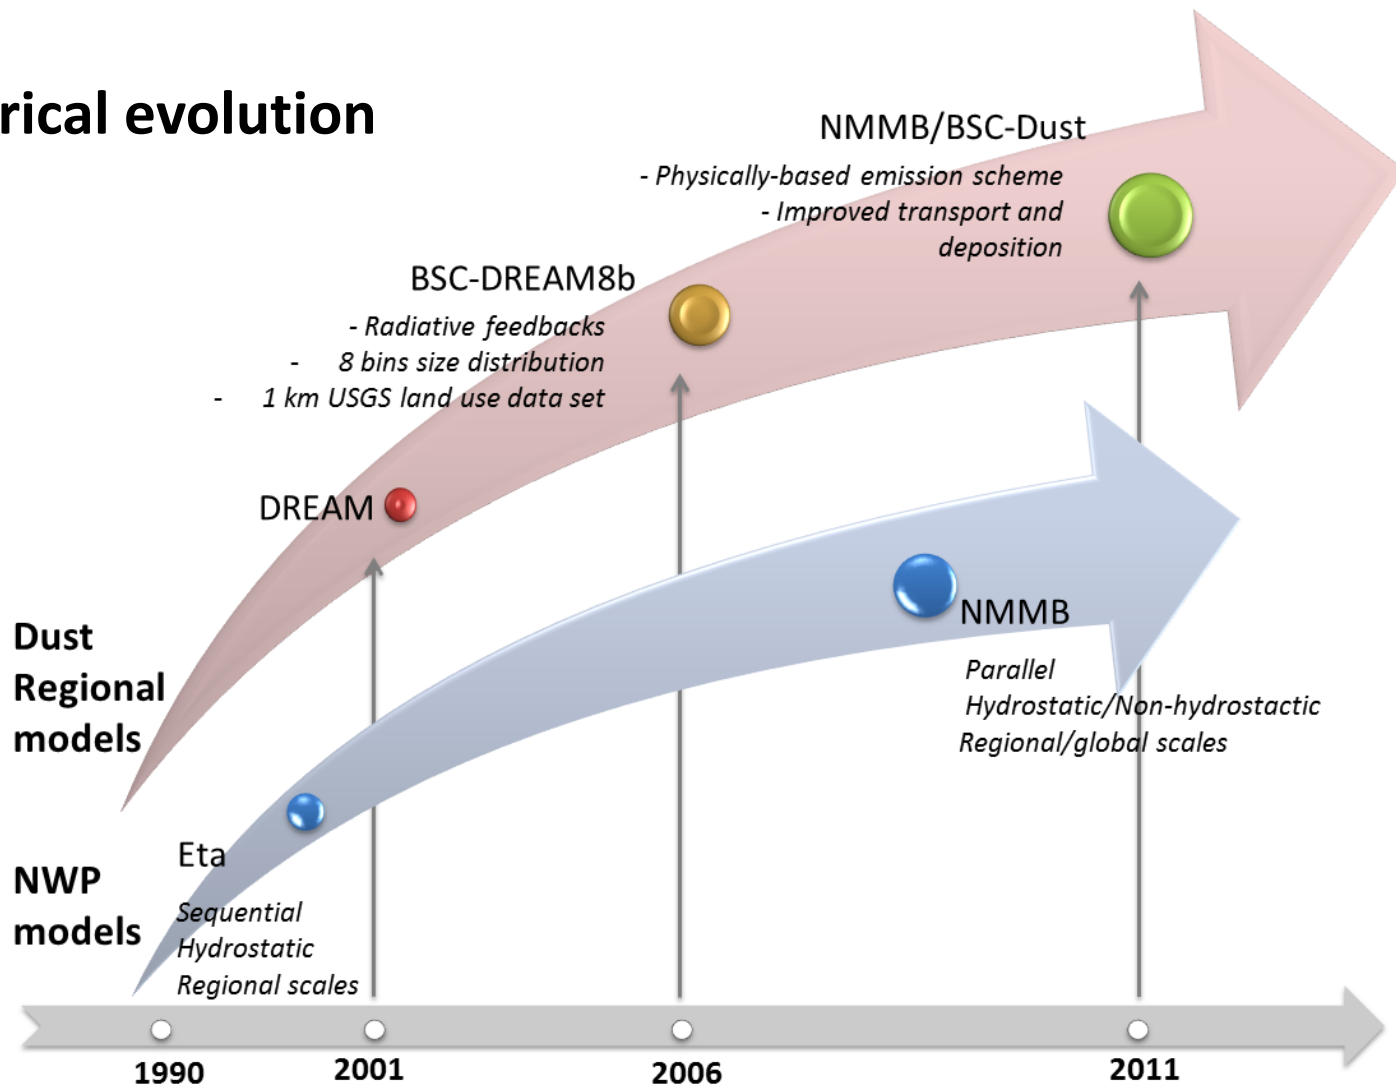 rical evolution
NMMB/BSC-Dust
- Physically-based emission scheme
- Improved transport and
deposition
BSC-DREAM8b
- Radiative feedbacks
- 8 bins size distribution
- 1 km USGS land use data set
DREAM
Dust
Regional
models
NMMB
Parallel
Hydrostatic/Non-hydrostactic
Regional/global scales
Eta
Sequential
Hydrostatic
Regional scales
NWP
models
1990
2001
2006
2011